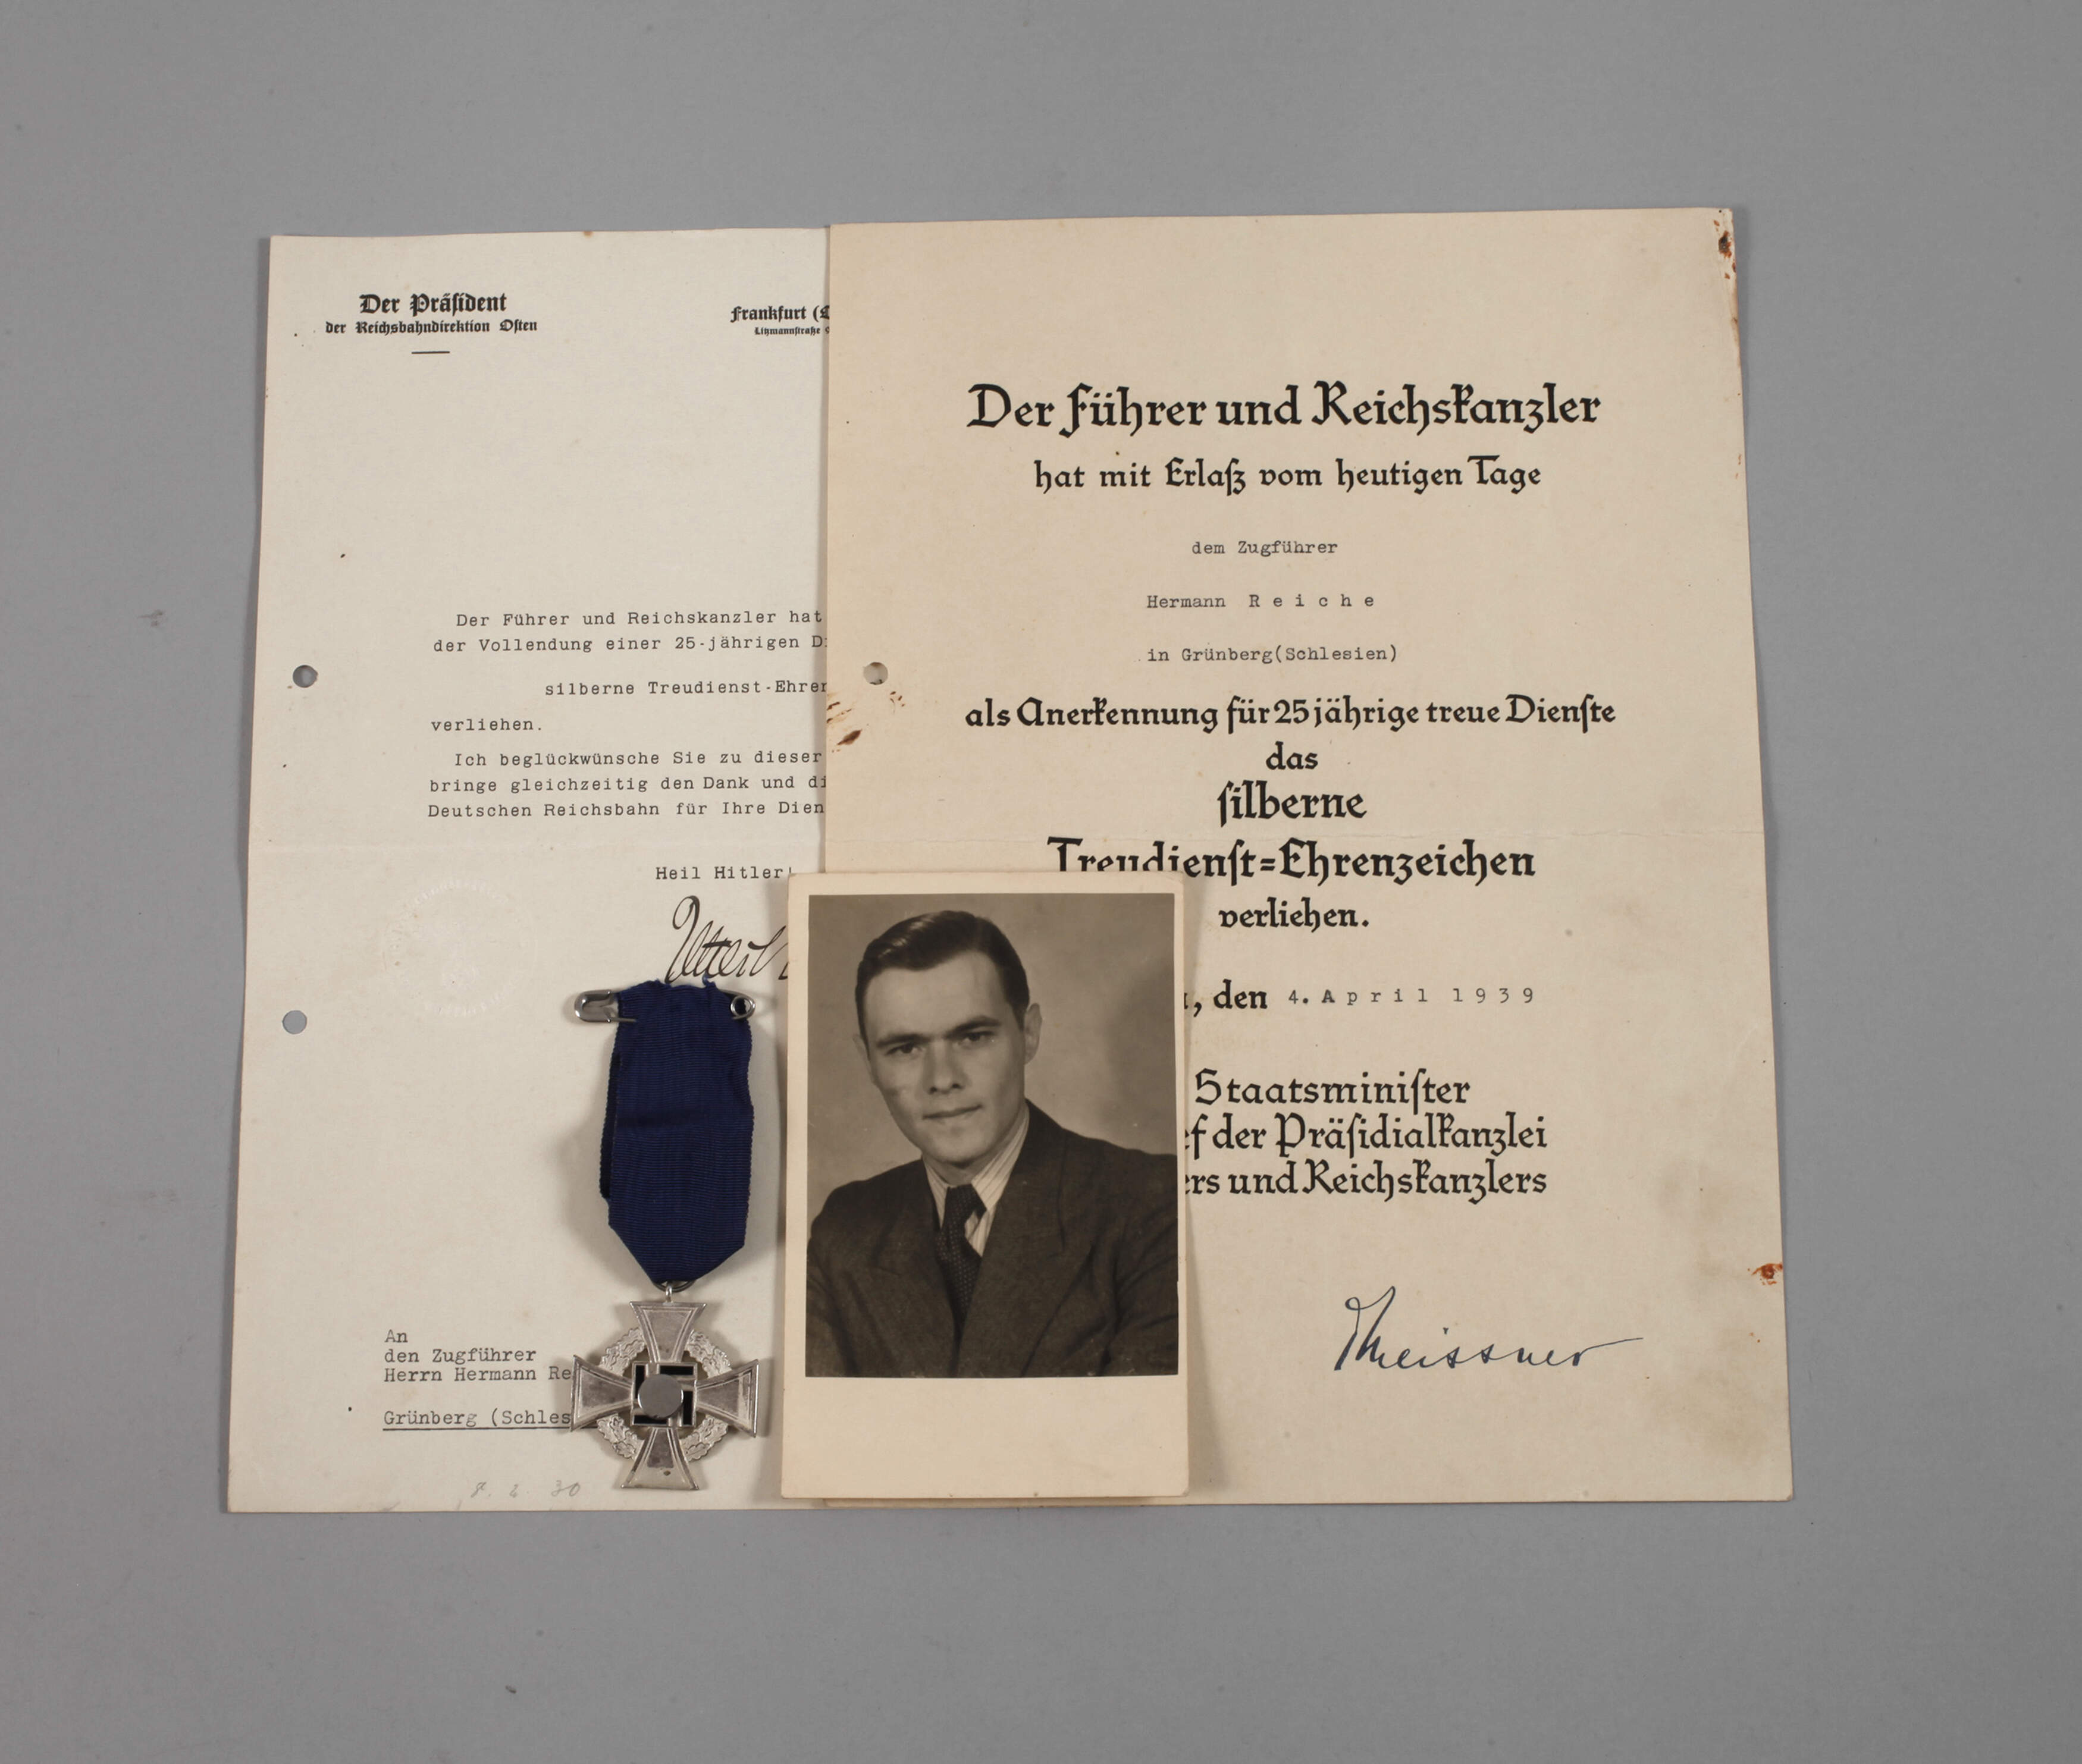 Der Präsident
der Reichsbahndirektion Osten
Frankfurt
Litzmannstraße
Der Führer und Reichskanzler hat
der Vollendung einer 25-jährigen
silberne Treudienst-Ehren
verliehen.
Ich beglückwünsche Sie zu dieser
bringe gleichzeitig den Dank und di
Deutschen Reichsbahn für Ihre Dien
Heil Hitler!
An
den Zugführer
Herrn Hermann Re
Grünberg (Schles
Der Führer und Reichskanzler
hat mit Erlaß vom heutigen Tage
dem Zugführer
Hermann Reiche
in Grünberg(Schlesien)
als Anerkennung für 25jährige treue Dienste
das
silberne
Treudienst=Ehrenzeichen
verliehen.
, den 4. April 1939
Staatsminister
ef der Präsidialkanzlei
ers und Reichskanzlers
Meissner